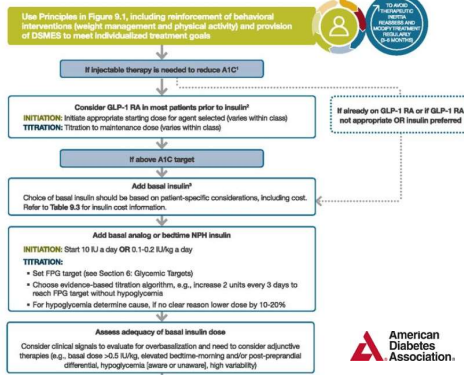 Use Principles in Figure 9.1, including reinforcement of behavioral
interventions (weight management and physical activity) and provision
of DSMES to meet individualized treatment goals
TO AVOID
THERAPEUTIC
INERTIA
REASSESS AND
MODIFY TREATMENT
REGULARLY
(3–6 MONTHS)
If injectable therapy is needed to reduce A1C¹
Consider GLP-1 RA in most patients prior to insulin²
INITIATION: Initiate appropriate starting dose for agent selected (varies within class)
TITRATION: Titration to maintenance dose (varies within class)
If already on GLP-1 RA or if GLP-1 RA
not appropriate OR insulin preferred
If above A1C target
Add basal insulin³
Choice of basal insulin should be based on patient-specific considerations, including cost.
Refer to Table 9.3 for insulin cost information.
Add basal analog or bedtime NPH insulin
INITIATION: Start 10 IU a day OR 0.1-0.2 IU/kg a day
TITRATION:
• Set FPG target (see Section 6: Glycemic Targets)
• Choose evidence-based titration algorithm, e.g., increase 2 units every 3 days to
reach FPG target without hypoglycemia
• For hypoglycemia determine cause, if no clear reason lower dose by 10-20%
Assess adequacy of basal insulin dose
Consider clinical signals to evaluate for overbasalization and need to consider adjunctive
therapies (e.g., basal dose >0.5 IU/kg, elevated bedtime-morning and/or post-preprandial
differential, hypoglycemia [aware or unaware], high variability)
American
Diabetes
Association®